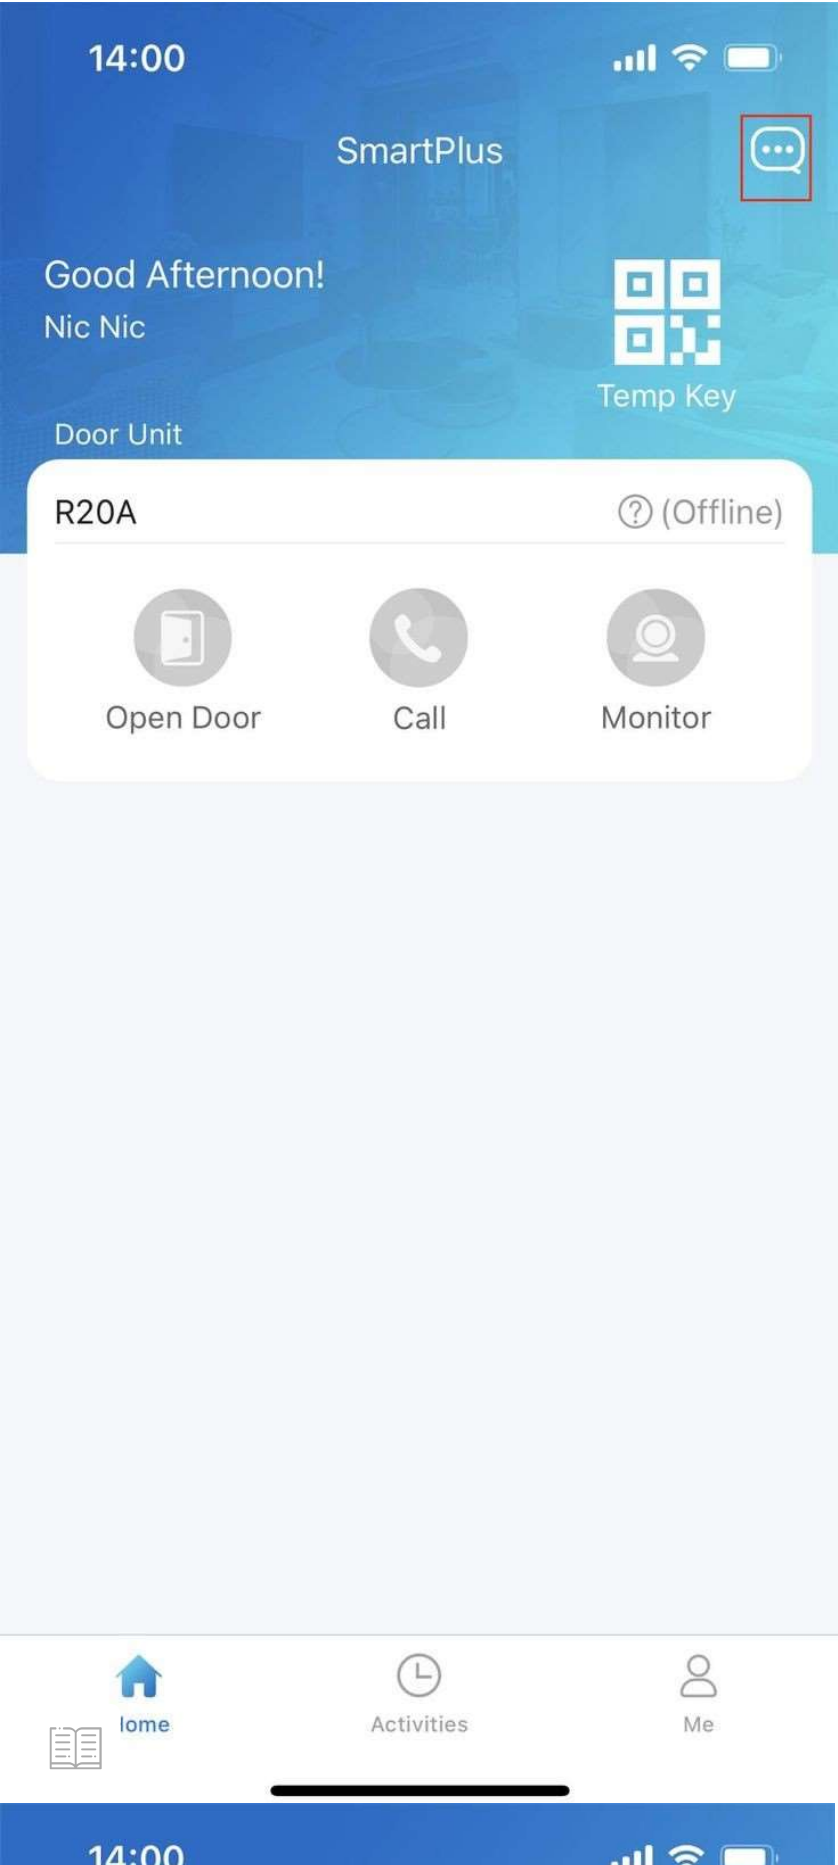 14:00
SmartPlus
Good Afternoon!
Nic Nic
Temp Key
Door Unit
R20A
(Offline)
Open Door
Call
Monitor
lome
Activities
Me
14:00